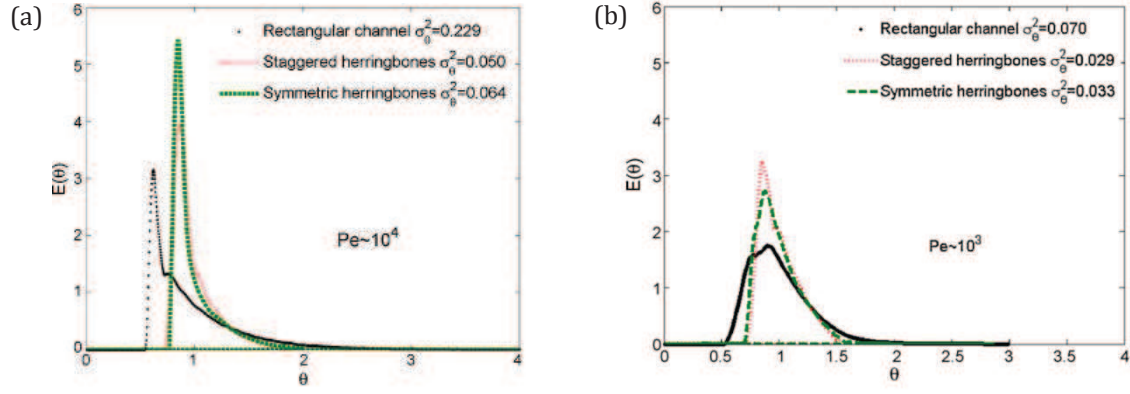 (a)
6
5
4
3
2
1
0
E(θ)
Rectangular channel σ²θ=0.229
Staggered herringbones σ²θ=0.050
Symmetric herringbones σ²θ=0.064
Pe~10⁴
0 1 2 3 4
θ
(b)
6
5
4
3
2
1
0
E(θ)
Rectangular channel σ²θ=0.070
Staggered herringbones σ²θ=0.029
Symmetric herringbones σ²θ=0.033
Pe~10³
0 0.5 1 1.5 2 2.5 3 3.5 4
θ